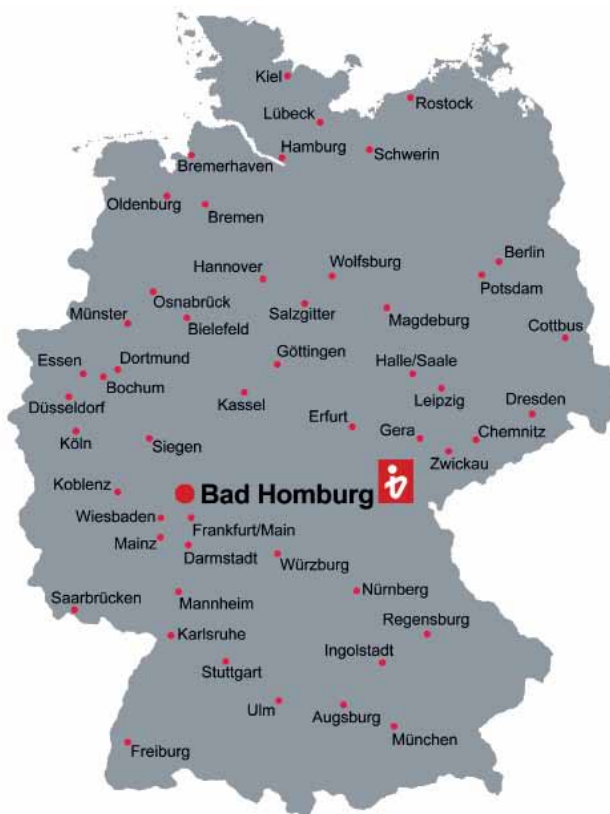 Kiel
Rostock
Lübeck
Hamburg
Schwerin
Bremerhaven
Oldenburg
Bremen
Berlin
Hannover
Wolfsburg
Potsdam
Osnabrück
Salzgitter
Magdeburg
Münster
Bielefeld
Cottbus
Göttingen
Essen
Dortmund
Halle/Saale
Bochum
Leipzig
Düsseldorf
Kassel
Dresden
Erfurt
Gera
Chemnitz
Köln
Siegen
Zwickau
Koblenz
Bad Homburg
Wiesbaden
Frankfurt/Main
Mainz
Darmstadt
Würzburg
Saarbrücken
Mannheim
Nürnberg
Regensburg
Karlsruhe
Ingolstadt
Stuttgart
Ulm
Augsburg
München
Freiburg